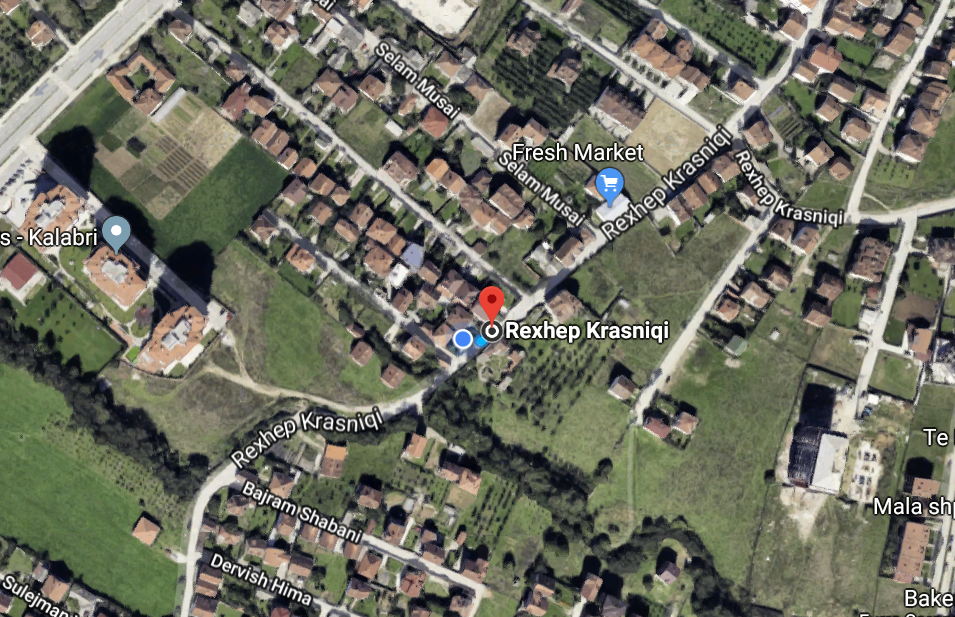 Selam Musai
Fresh Market
Selam Musai
Rexhep Krasniqi
Rexhep Krasniqi
s - Kalabri
Rexhep Krasniqi
Rexhep Krasniqi
Te
Bajram Shabani
Mala
Dervish Hima
Sulejman
Bake